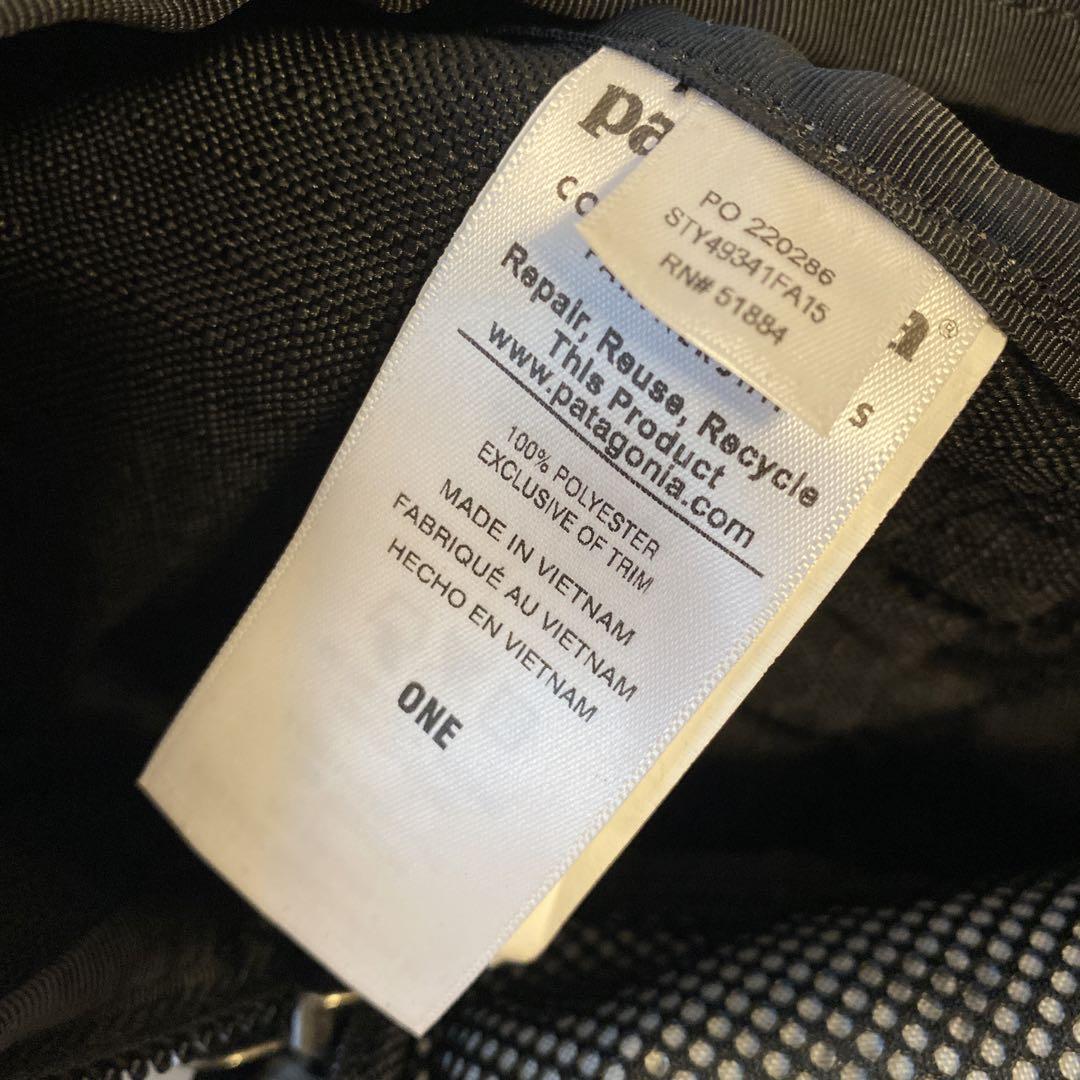 PO 220286
STY49341FA15
RN# 51884
Repair, Reuse, Recycle
This Product
www.patagonia.com
100% POLYESTER
EXCLUSIVE OF TRIM
MADE IN VIETNAM
FABRIQUÉ AU VIETNAM
HECHO EN VIETNAM
ONE